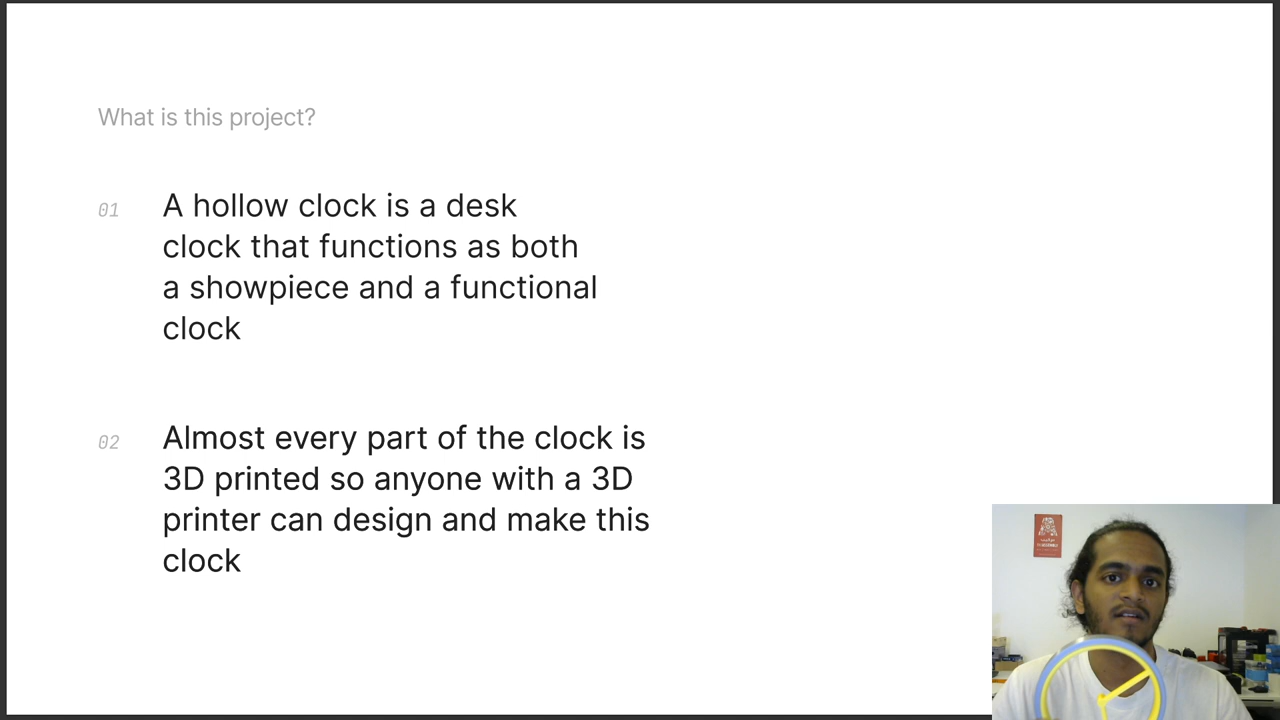 What is this project?
01
A hollow clock is a desk
clock that functions as both
a showpiece and a functional
clock
02
Almost every part of the clock is
3D printed so anyone with a 3D
printer can design and make this
clock